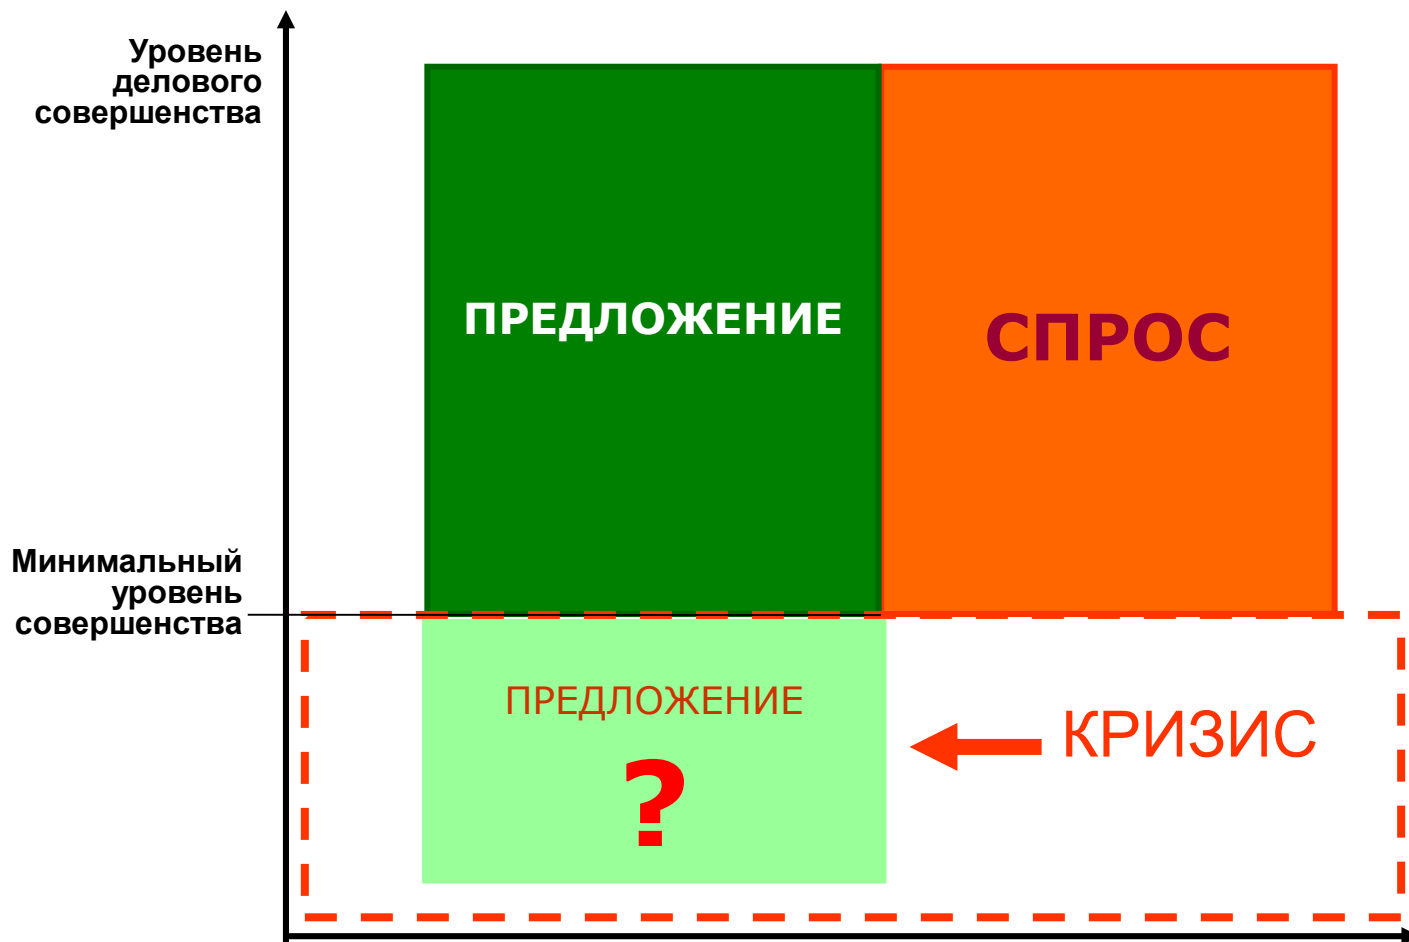 Уровень
делового
совершенства
ПРЕДЛОЖЕНИЕ
СПРОС
Минимальный
уровень
совершенства
ПРЕДЛОЖЕНИЕ
?
КРИЗИС